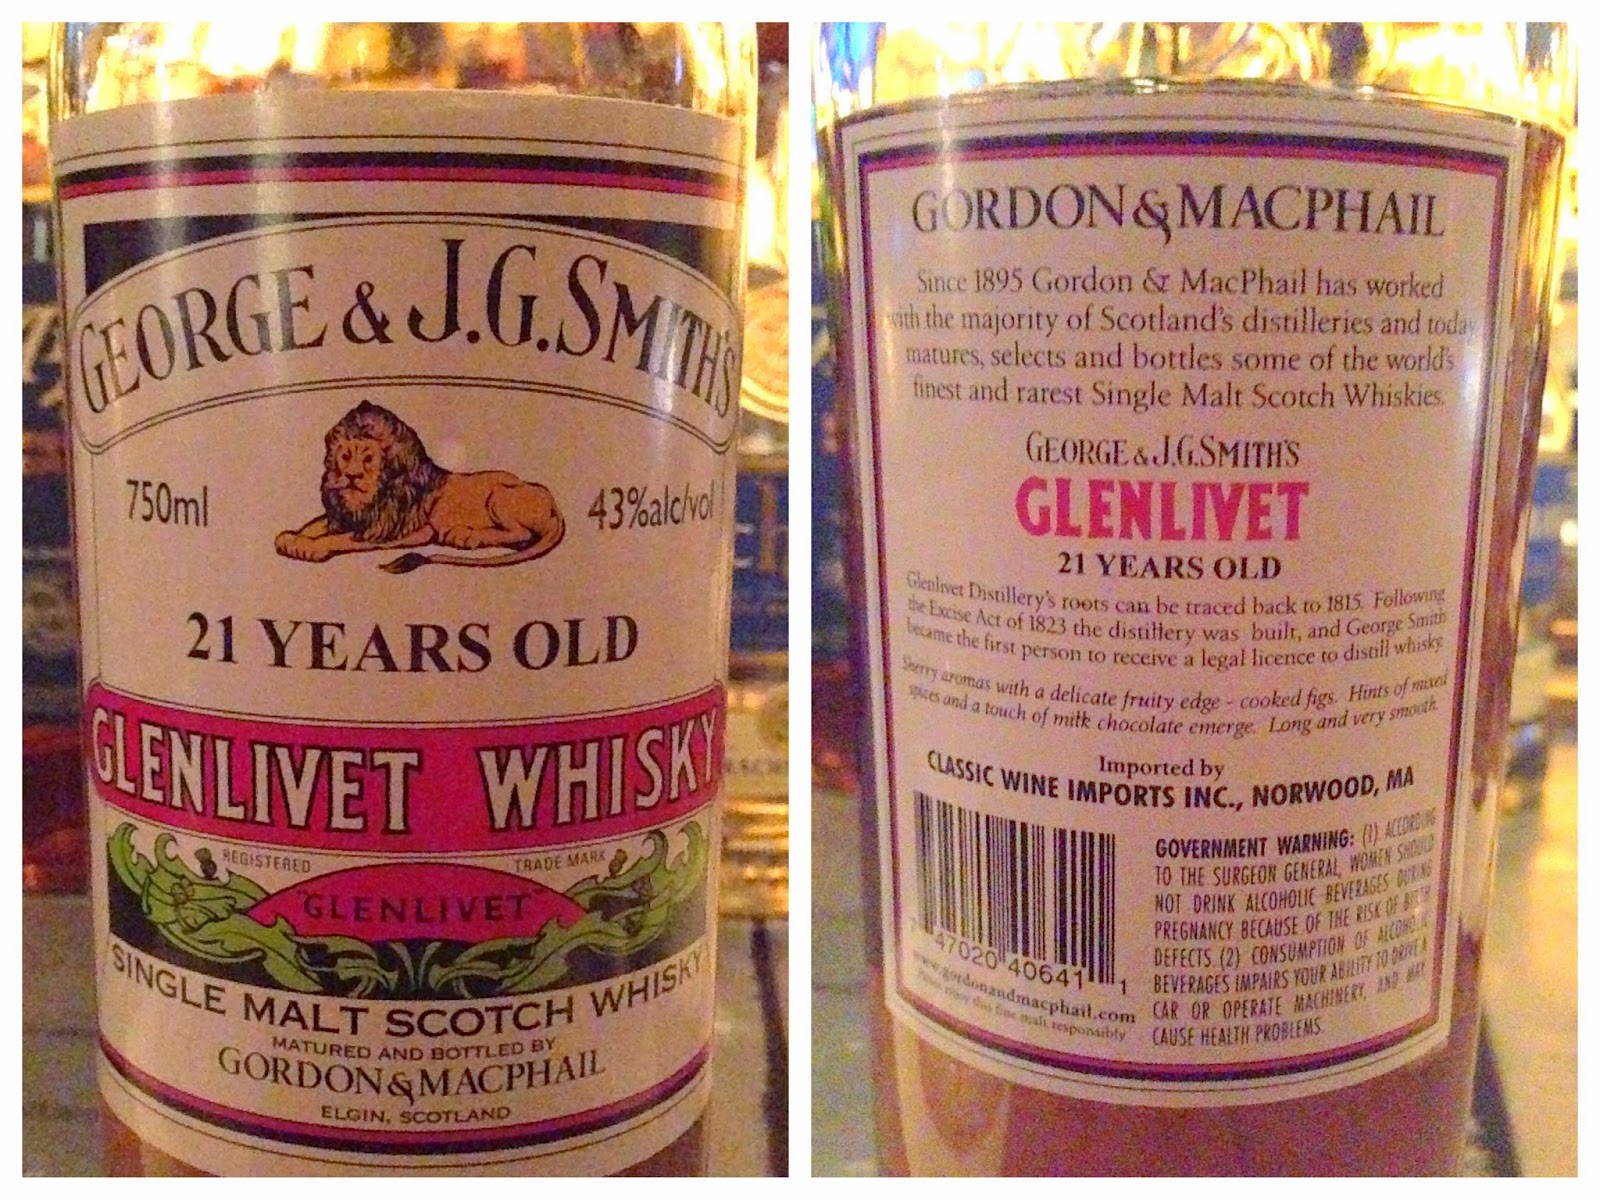 GEORGE & J.G. SMITH'S
750ml
43%alc/vol
21 YEARS OLD
GLENLIVET WHISKY
REGISTERED TRADE MARK
"GLENLIVET"
SINGLE MALT SCOTCH WHISKY
MATURED AND BOTTLED BY
GORDON & MACPHAIL
ELGIN, SCOTLAND
GORDON & MACPHAIL
Since 1895 Gordon & MacPhail has worked
with the majority of Scotland's distilleries and today
matures, selects and bottles some of the world's
finest and rarest Single Malt Scotch Whiskies.
GEORGE & J.G. SMITH'S
GLENLIVET
21 YEARS OLD
Glenlivet Distillery's roots can be traced back to 1815. Following
the Excise Act of 1823 the distillery was built, and George Smith
became the first person to receive a legal licence to distill whisky.
Sherry aromas with a delicate fruity edge - cooked figs. Hints of mixed
spices and a touch of milk chocolate emerge. Long and very smooth.
Imported by
CLASSIC WINE IMPORTS INC., NORWOOD, MA
7 47020 40641 1
www.gordonandmacphail.com
Please enjoy this fine malt responsibly
GOVERNMENT WARNING: (1) ACCORDING
TO THE SURGEON GENERAL, WOMEN SHOULD
NOT DRINK ALCOHOLIC BEVERAGES DURING
PREGNANCY BECAUSE OF THE RISK OF BIRTH
DEFECTS. (2) CONSUMPTION OF ALCOHOLIC
BEVERAGES IMPAIRS YOUR ABILITY TO DRIVE A
CAR OR OPERATE MACHINERY, AND MAY
CAUSE HEALTH PROBLEMS.